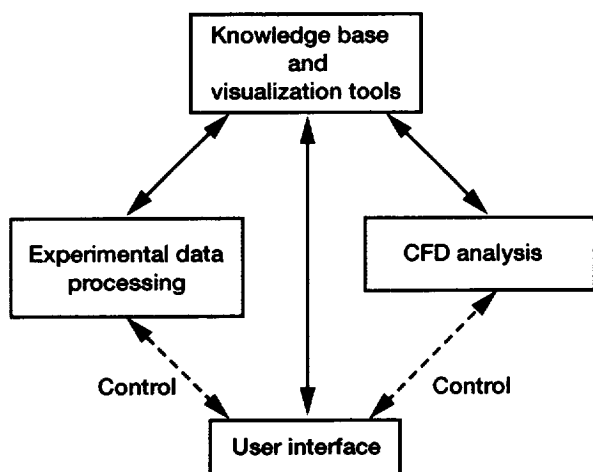 Knowledge base
and
visualization tools
Experimental data
processing
CFD analysis
Control
Control
User interface